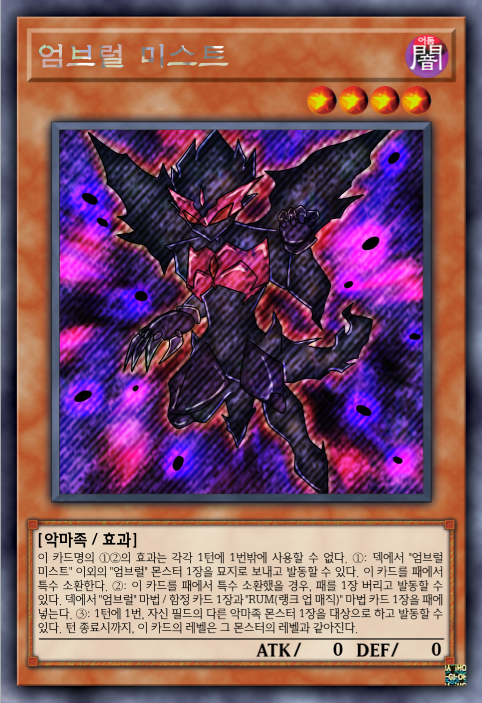 엄브럴 미스트
어둠
闇
[악마족 / 효과]
이 카드명의 ①②의 효과는 각각 1턴에 1번밖에 사용할 수 없다. ①: 덱에서 "엄브럴
미스트" 이외의 "엄브럴" 몬스터 1장을 묘지로 보내고 발동할 수 있다. 이 카드를 패에서
특수 소환한다. ②: 이 카드를 패에서 특수 소환했을 경우, 패를 1장 버리고 발동할 수
있다. 덱에서 "엄브럴" 마법 / 함정 카드 1장과 "RUM(랭크 업 매직)" 마법 카드 1장을 패에
넣는다. ③: 1턴에 1번, 자신 필드의 다른 악마족 몬스터 1장을 대상으로 하고 발동할 수
있다. 턴 종료시까지, 이 카드의 레벨은 그 몬스터의 레벨과 같아진다.
ATK/ 0 DEF/ 0